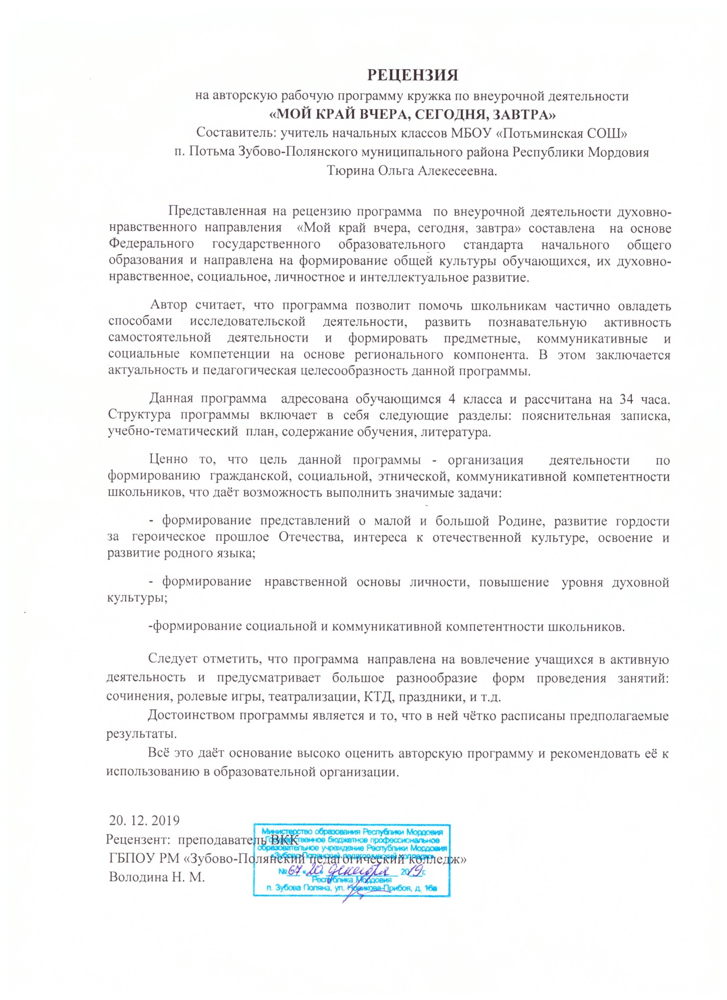 РЕЦЕНЗИЯ
на авторскую рабочую программу кружка по внеурочной деятельности
«МОЙ КРАЙ ВЧЕРА, СЕГОДНЯ, ЗАВТРА»
Составитель: учитель начальных классов МБОУ «Потьминская СОШ»
п. Потьма Зубово-Полянского муниципального района Республики Мордовия
Тюрина Ольга Алекесеевна.
Представленная на рецензию программа по внеурочной деятельности духовно-
нравственного направления «Мой край вчера, сегодня, завтра» составлена на основе
Федерального государственного образовательного стандарта начального общего
образования и направлена на формирование общей культуры обучающихся, их духовно-
нравственное, социальное, личностное и интеллектуальное развитие.
Автор считает, что программа позволит помочь школьникам частично овладеть
способами исследовательской деятельности, развить познавательную активность
самостоятельной деятельности и формировать предметные, коммуникативные и
социальные компетенции на основе регионального компонента. В этом заключается
актуальность и педагогическая целесообразность данной программы.
Данная программа адресована обучающимся 4 класса и рассчитана на 34 часа.
Структура программы включает в себя следующие разделы: пояснительная записка,
учебно-тематический план, содержание обучения, литература.
Ценно то, что цель данной программы - организация деятельности по
формированию гражданской, социальной, этнической, коммуникативной компетентности
школьников, что даёт возможность выполнить значимые задачи:
- формирование представлений о малой и большой Родине, развитие гордости
за героическое прошлое Отечества, интереса к отечественной культуре, освоение и
развитие родного языка;
- формирование нравственной основы личности, повышение уровня духовной
культуры;
-формирование социальной и коммуникативной компетентности школьников.
Следует отметить, что программа направлена на вовлечение учащихся в активную
деятельность и предусматривает большое разнообразие форм проведения занятий:
сочинения, ролевые игры, театрализации, КТД, праздники, и т.д.
Достоинством программы является и то, что в ней чётко расписаны предполагаемые
результаты.
Всё это даёт основание высоко оценить авторскую программу и рекомендовать её к
использованию в образовательной организации.
20. 12. 2019
Рецензент: преподаватель ВКК
ГБПОУ РМ «Зубово-Полянский педагогический колледж»
Володина Н. М.
Министерство образования Республики Мордовия
Государственное бюджетное профессиональное
образовательное учреждение Республики Мордовия
«Зубово-Полянский педагогический колледж»
№ 67 «20» декабря 2019 г.
Республика Мордовия
п. Зубова Поляна, ул. Новикова-Прибоя, д. 16а